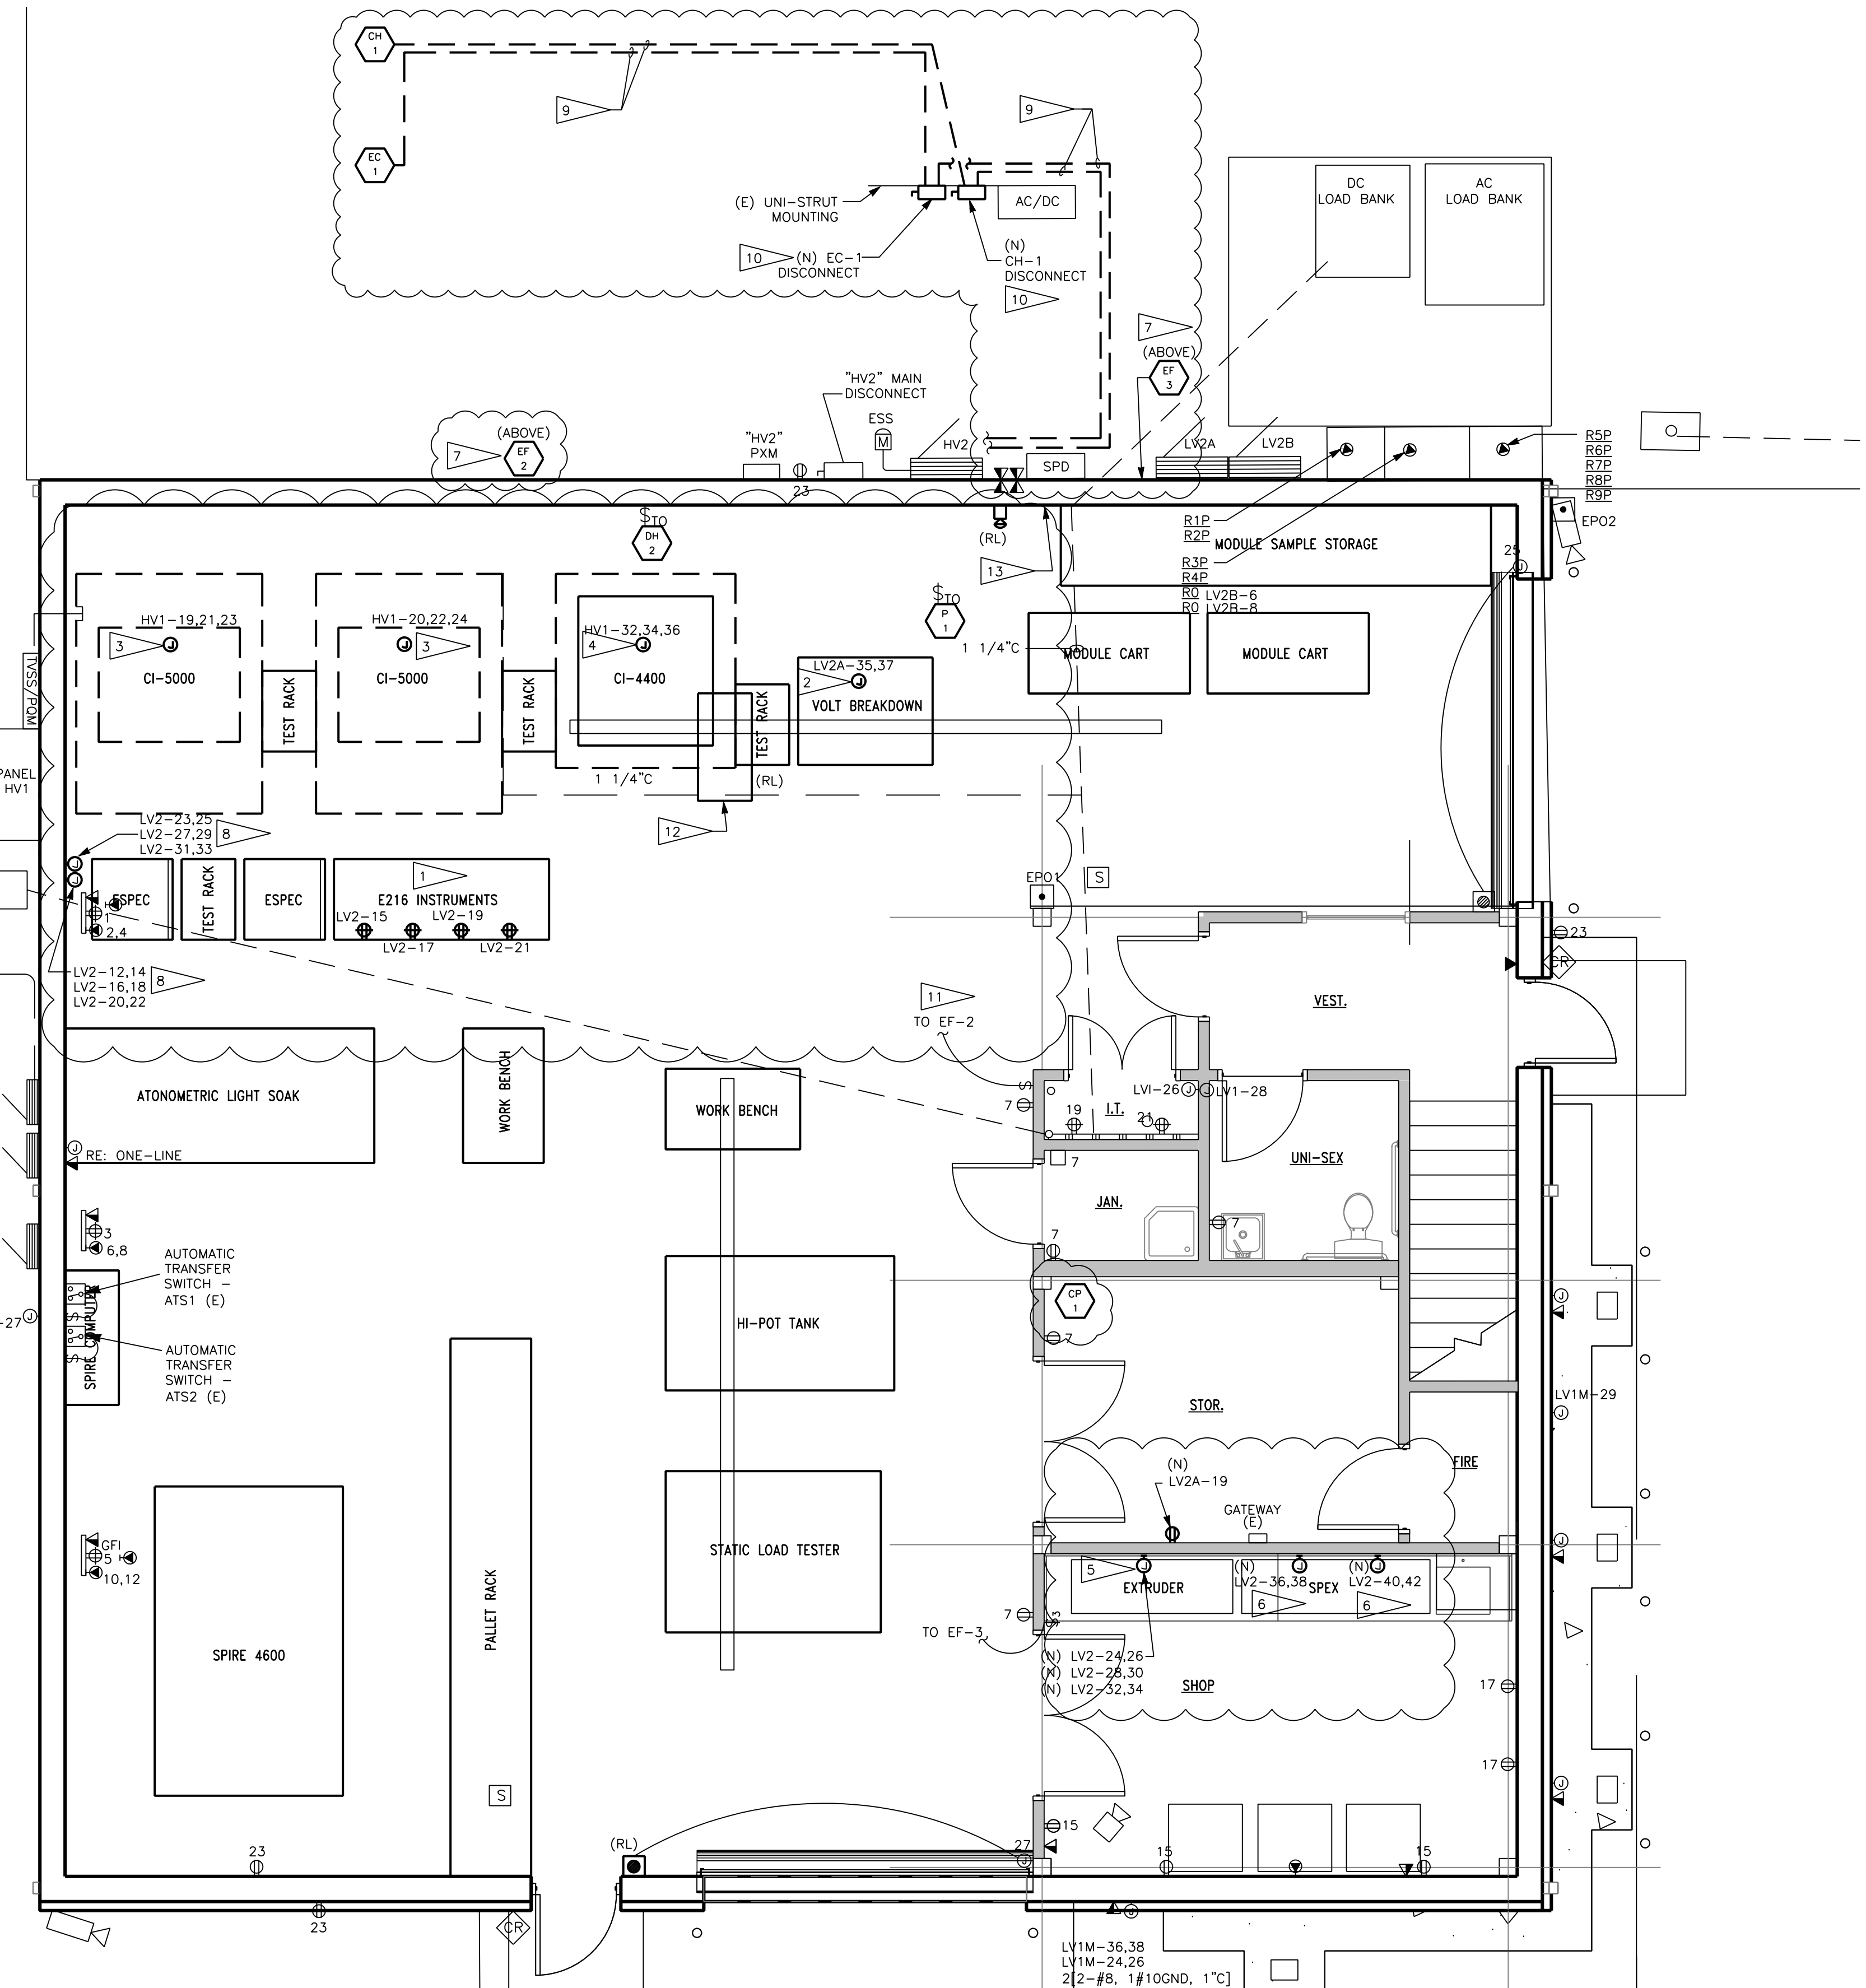 CH
1
9
9
EC
1
(E) UNI-STRUT
MOUNTING
AC/DC
DC
LOAD BANK
AC
LOAD BANK
10
(N) EC-1
DISCONNECT
(N)
CH-1
DISCONNECT
10
7
(ABOVE)
EF
3
"HV2" MAIN
DISCONNECT
ESS
M
(ABOVE)
7
EF
2
"HV2"
PXM
23
HV2
SPD
LV2A
LV2B
R5P
R6P
R7P
R8P
R9P
EPO2
$TO
DH
2
(RL)
13
R1P
R2P
MODULE SAMPLE STORAGE
R3P
R4P
RO LV2B-6
RO LV2B-8
25
J
$TO
P
1
1 1/4"C
MODULE CART
MODULE CART
HV1-19,21,23
3
J
CI-5000
HV1-20,22,24
J
3
CI-5000
HV1-32,34,36
4
J
CI-4400
LV2A-35,37
2
J
VOLT BREAKDOWN
TEST RACK
TEST RACK
TEST RACK
TVSS/PQM
PANEL
HV1
1 1/4"C
(RL)
12
LV2-23,25
LV2-27,29
LV2-31,33
8
J
J
ESPEC
TEST RACK
ESPEC
1
E216 INSTRUMENTS
LV2-15
LV2-19
LV2-17
LV2-21
1
2,4
LV2-12,14
LV2-16,18
LV2-20,22
8
EPO1
S
23
CR
11
TO EF-2
VEST.
ATONOMETRIC LIGHT SOAK
WORK BENCH
WORK BENCH
J
RE: ONE-LINE
S
7
I.T.
19
21
LVI-26
J
J
LV1-28
UNI-SEX
7
JAN.
7
7
3
6,8
AUTOMATIC
TRANSFER
SWITCH -
ATS1 (E)
S
SPIRE COMPUTER
S
AUTOMATIC
TRANSFER
SWITCH -
ATS2 (E)
-27
J
HI-POT TANK
CP
1
7
J
STOR.
LV1M-29
J
FIRE
(N)
LV2A-19
GATEWAY
(E)
J
GFI
5
10,12
STATIC LOAD TESTER
PALLET RACK
SPIRE 4600
5
J
EXTRUDER
(N)
J
LV2-36,38
6
SPEX
(N)
J
LV2-40,42
6
7
S3
TO EF-3
(N) LV2-24,26
(N) LV2-28,30
(N) LV2-32,34
SHOP
17
17
J
S
(RL)
23
27
J
15
15
15
23
CR
J
LV1M-36,38
LV1M-24,26
2[2-#8, 1#10GND, 1"C]